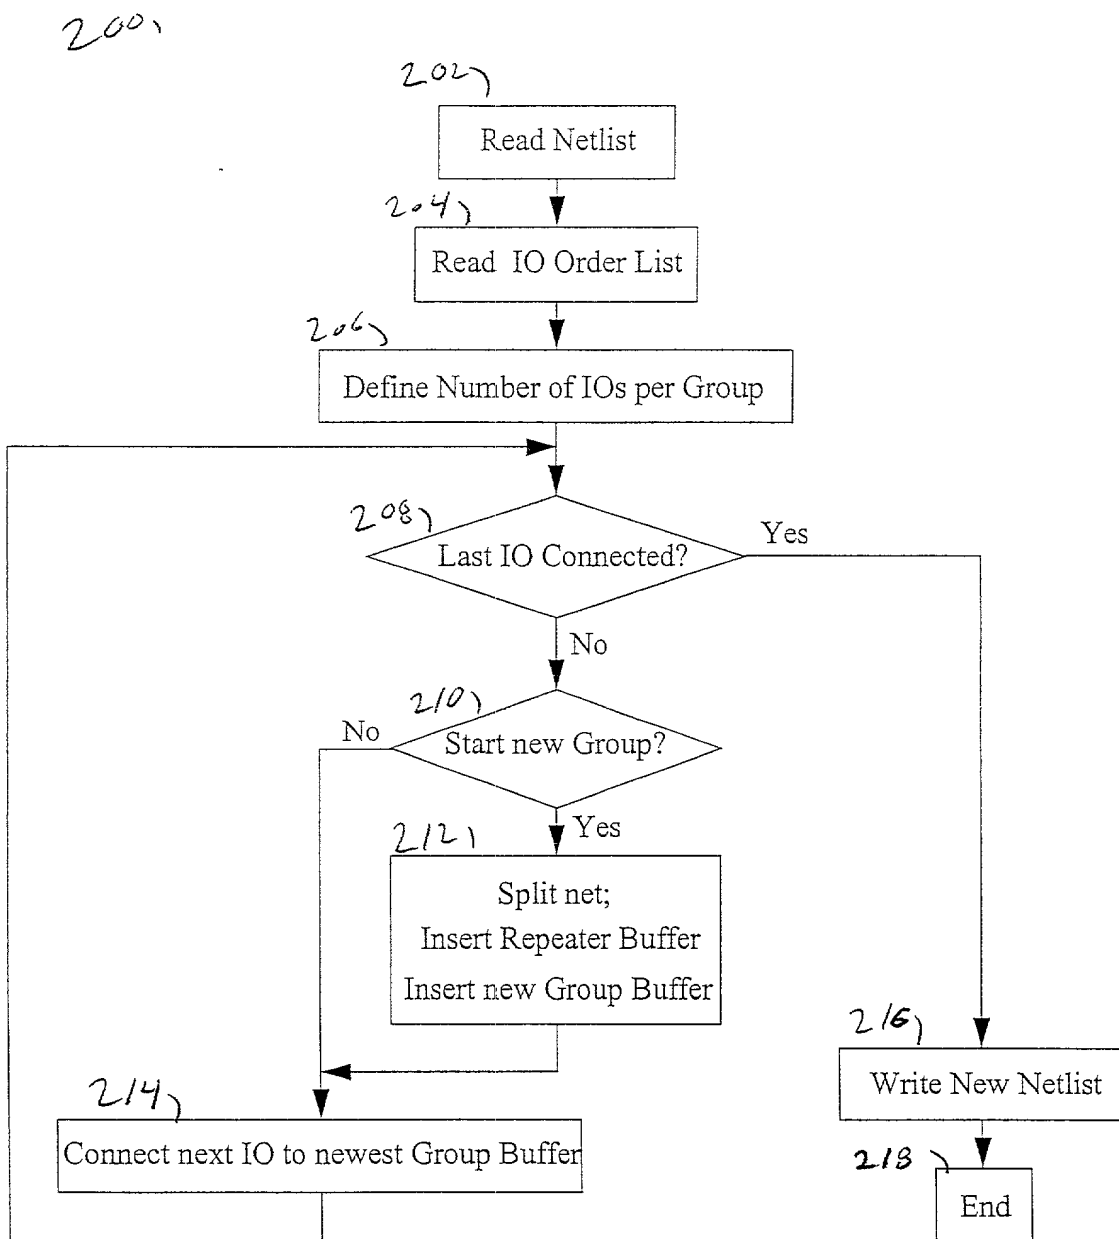 200
202
Read Netlist
204
Read IO Order List
206
Define Number of IOs per Group
208
Last IO Connected?
Yes
No
210
Start new Group?
No
Yes
212
Split net;
Insert Repeater Buffer
Insert new Group Buffer
216
Write New Netlist
214
Connect next IO to newest Group Buffer
218
End